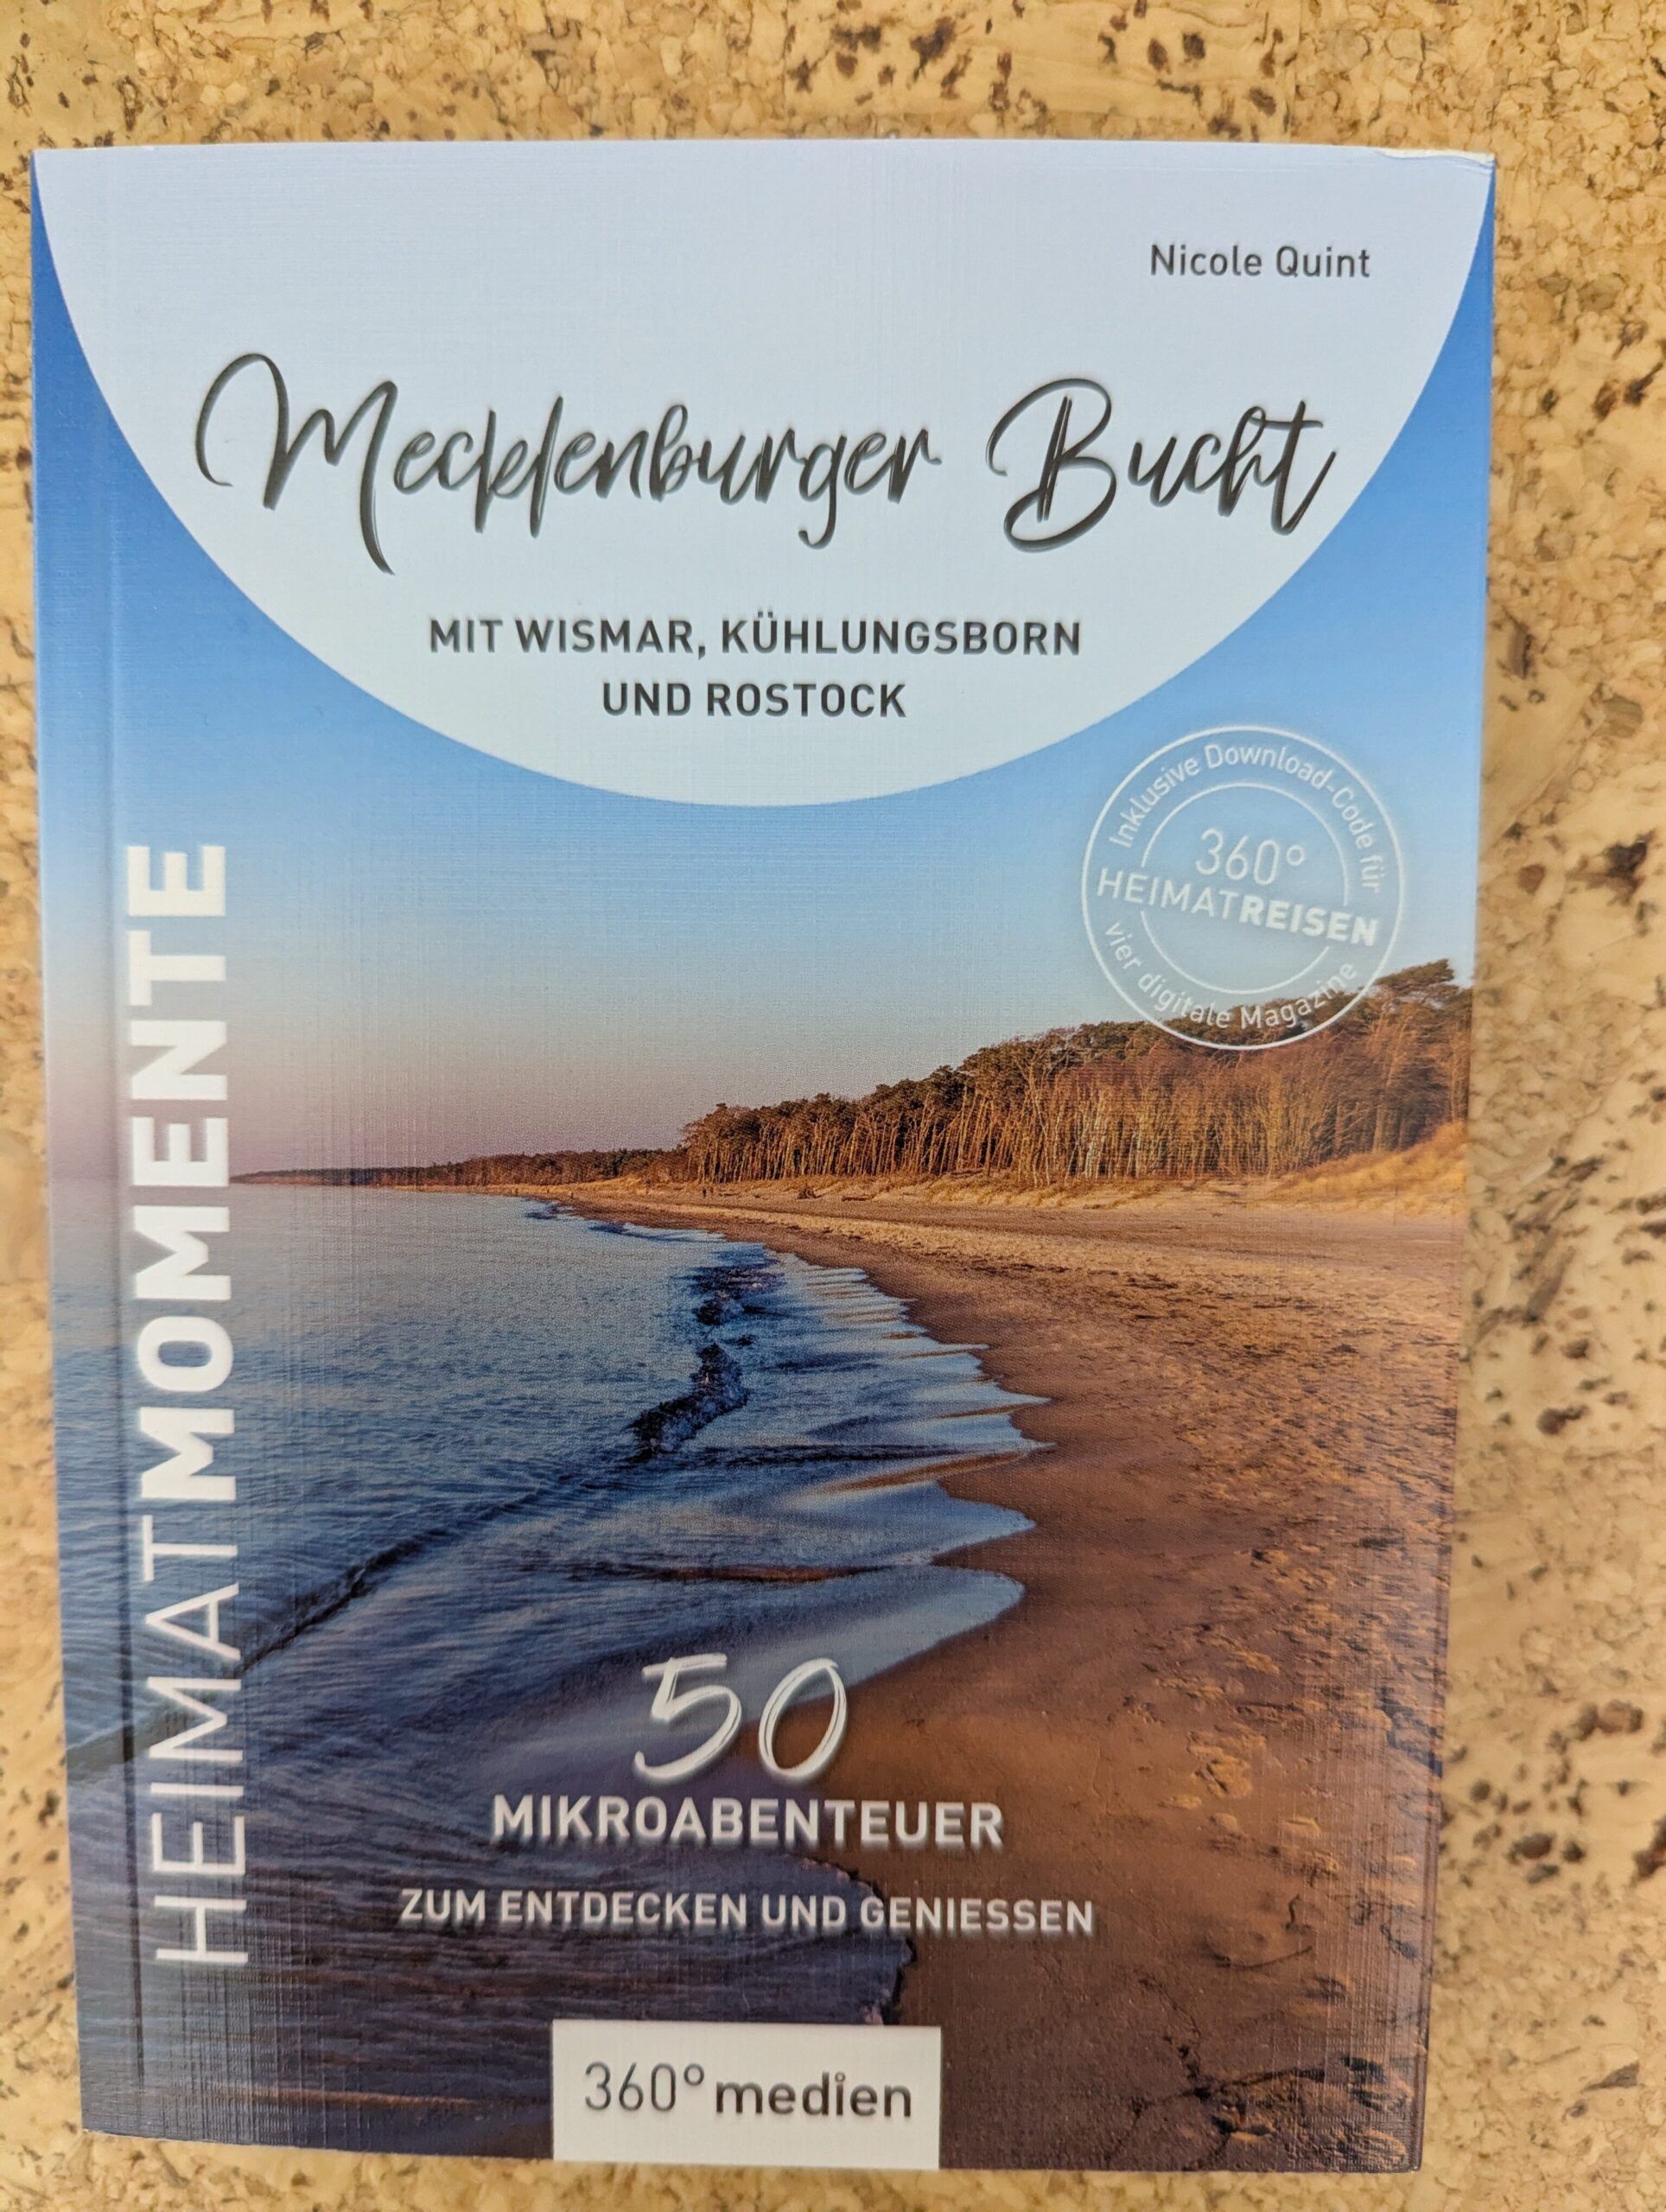 Nicole Quint
Mecklenburger Bucht
MIT WISMAR, KÜHLUNGSBORN
UND ROSTOCK
Inklusive Download-Code für
360°
HEIMATREISEN
vier digitale Magazine
HEIMATMOMENTE
50
MIKROABENTEUER
ZUM ENTDECKEN UND GENIESSEN
360° medien